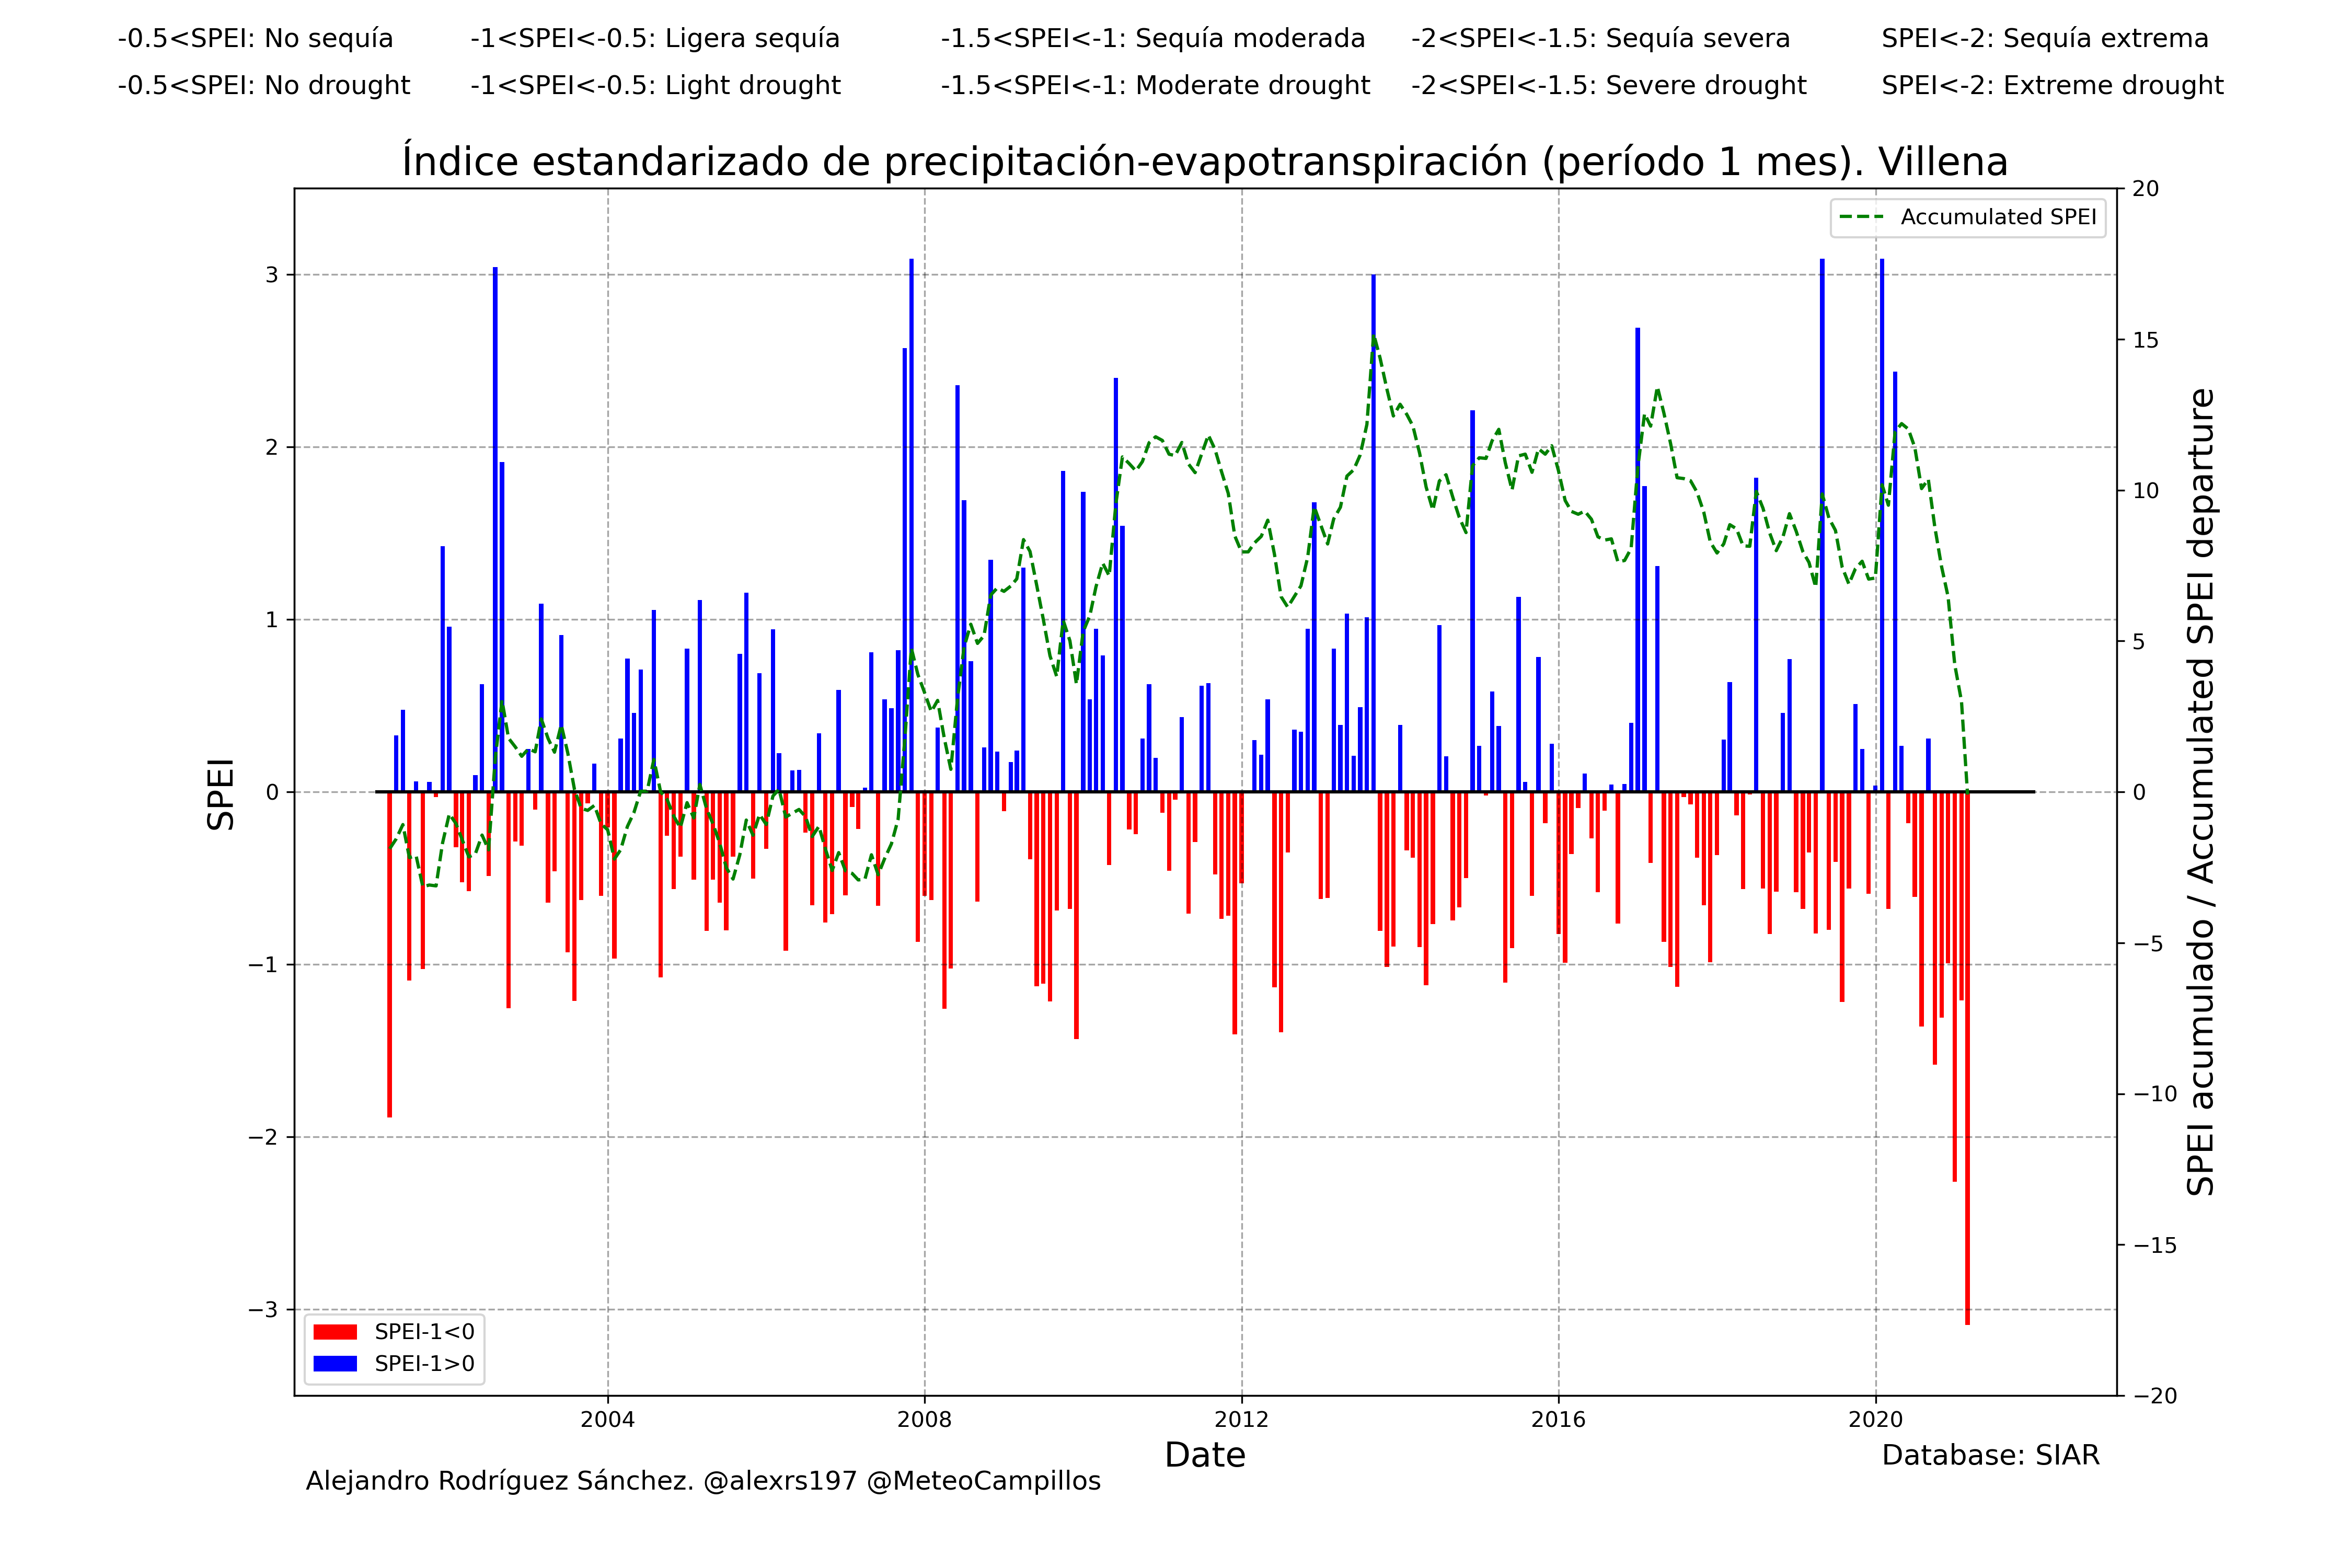 -0.5<SPEI: No sequía -1<SPEI<-0.5: Ligera sequía -1.5<SPEI<-1: Sequía moderada -2<SPEI<-1.5: Sequía severa SPEI<-2: Sequía extrema
-0.5<SPEI: No drought -1<SPEI<-0.5: Light drought -1.5<SPEI<-1: Moderate drought -2<SPEI<-1.5: Severe drought SPEI<-2: Extreme drought
Índice estandarizado de precipitación-evapotranspiración (período 1 mes). Villena
Accumulated SPEI
SPEI
3
2
1
0
−1
−2
−3
20
15
10
5
0
−5
−10
−15
−20
SPEI acumulado / Accumulated SPEI departure
SPEI-1<0
SPEI-1>0
2004 2008 2012 2016 2020
Date
Database: SIAR
Alejandro Rodríguez Sánchez. @alexrs197 @MeteoCampillos